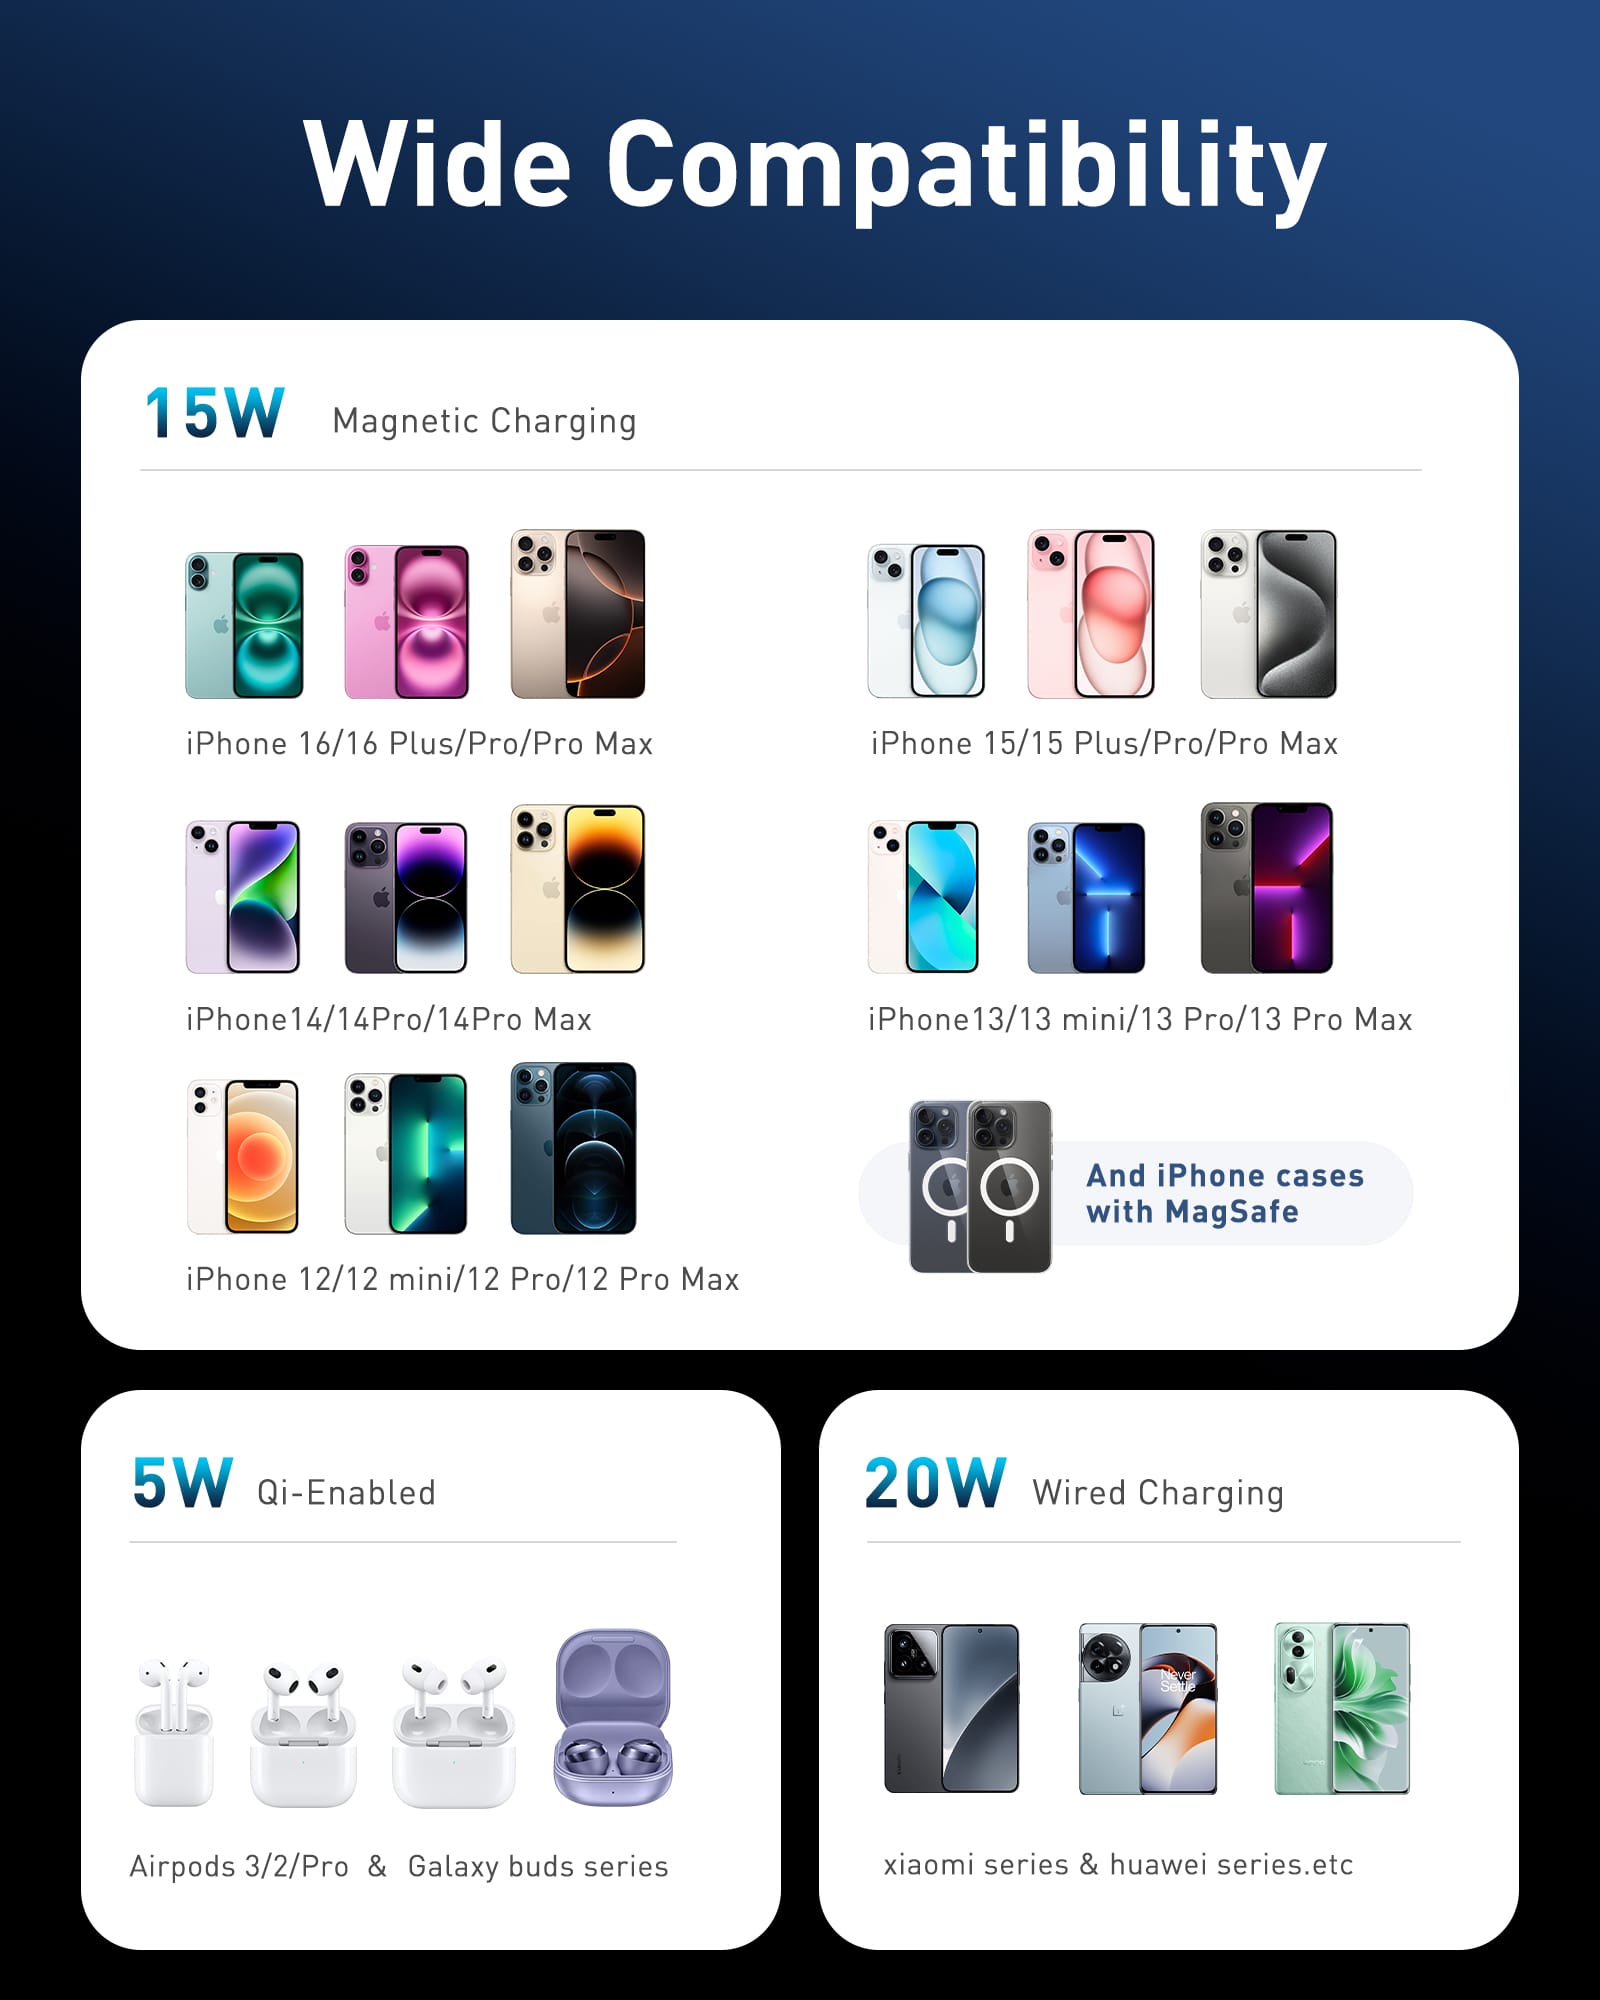 Wide Compatibility
15W Magnetic Charging
iPhone 16/16 Plus/Pro/Pro Max
iPhone 15/15 Plus/Pro/Pro Max
iPhone14/14Pro/14Pro Max
iPhone13/13 mini/13 Pro/13 Pro Max
iPhone 12/12 mini/12 Pro/12 Pro Max
And iPhone cases
with MagSafe
5W Qi-Enabled
Airpods 3/2/Pro & Galaxy buds series
20W Wired Charging
Never
Settle
xiaomi series & huawei series.etc